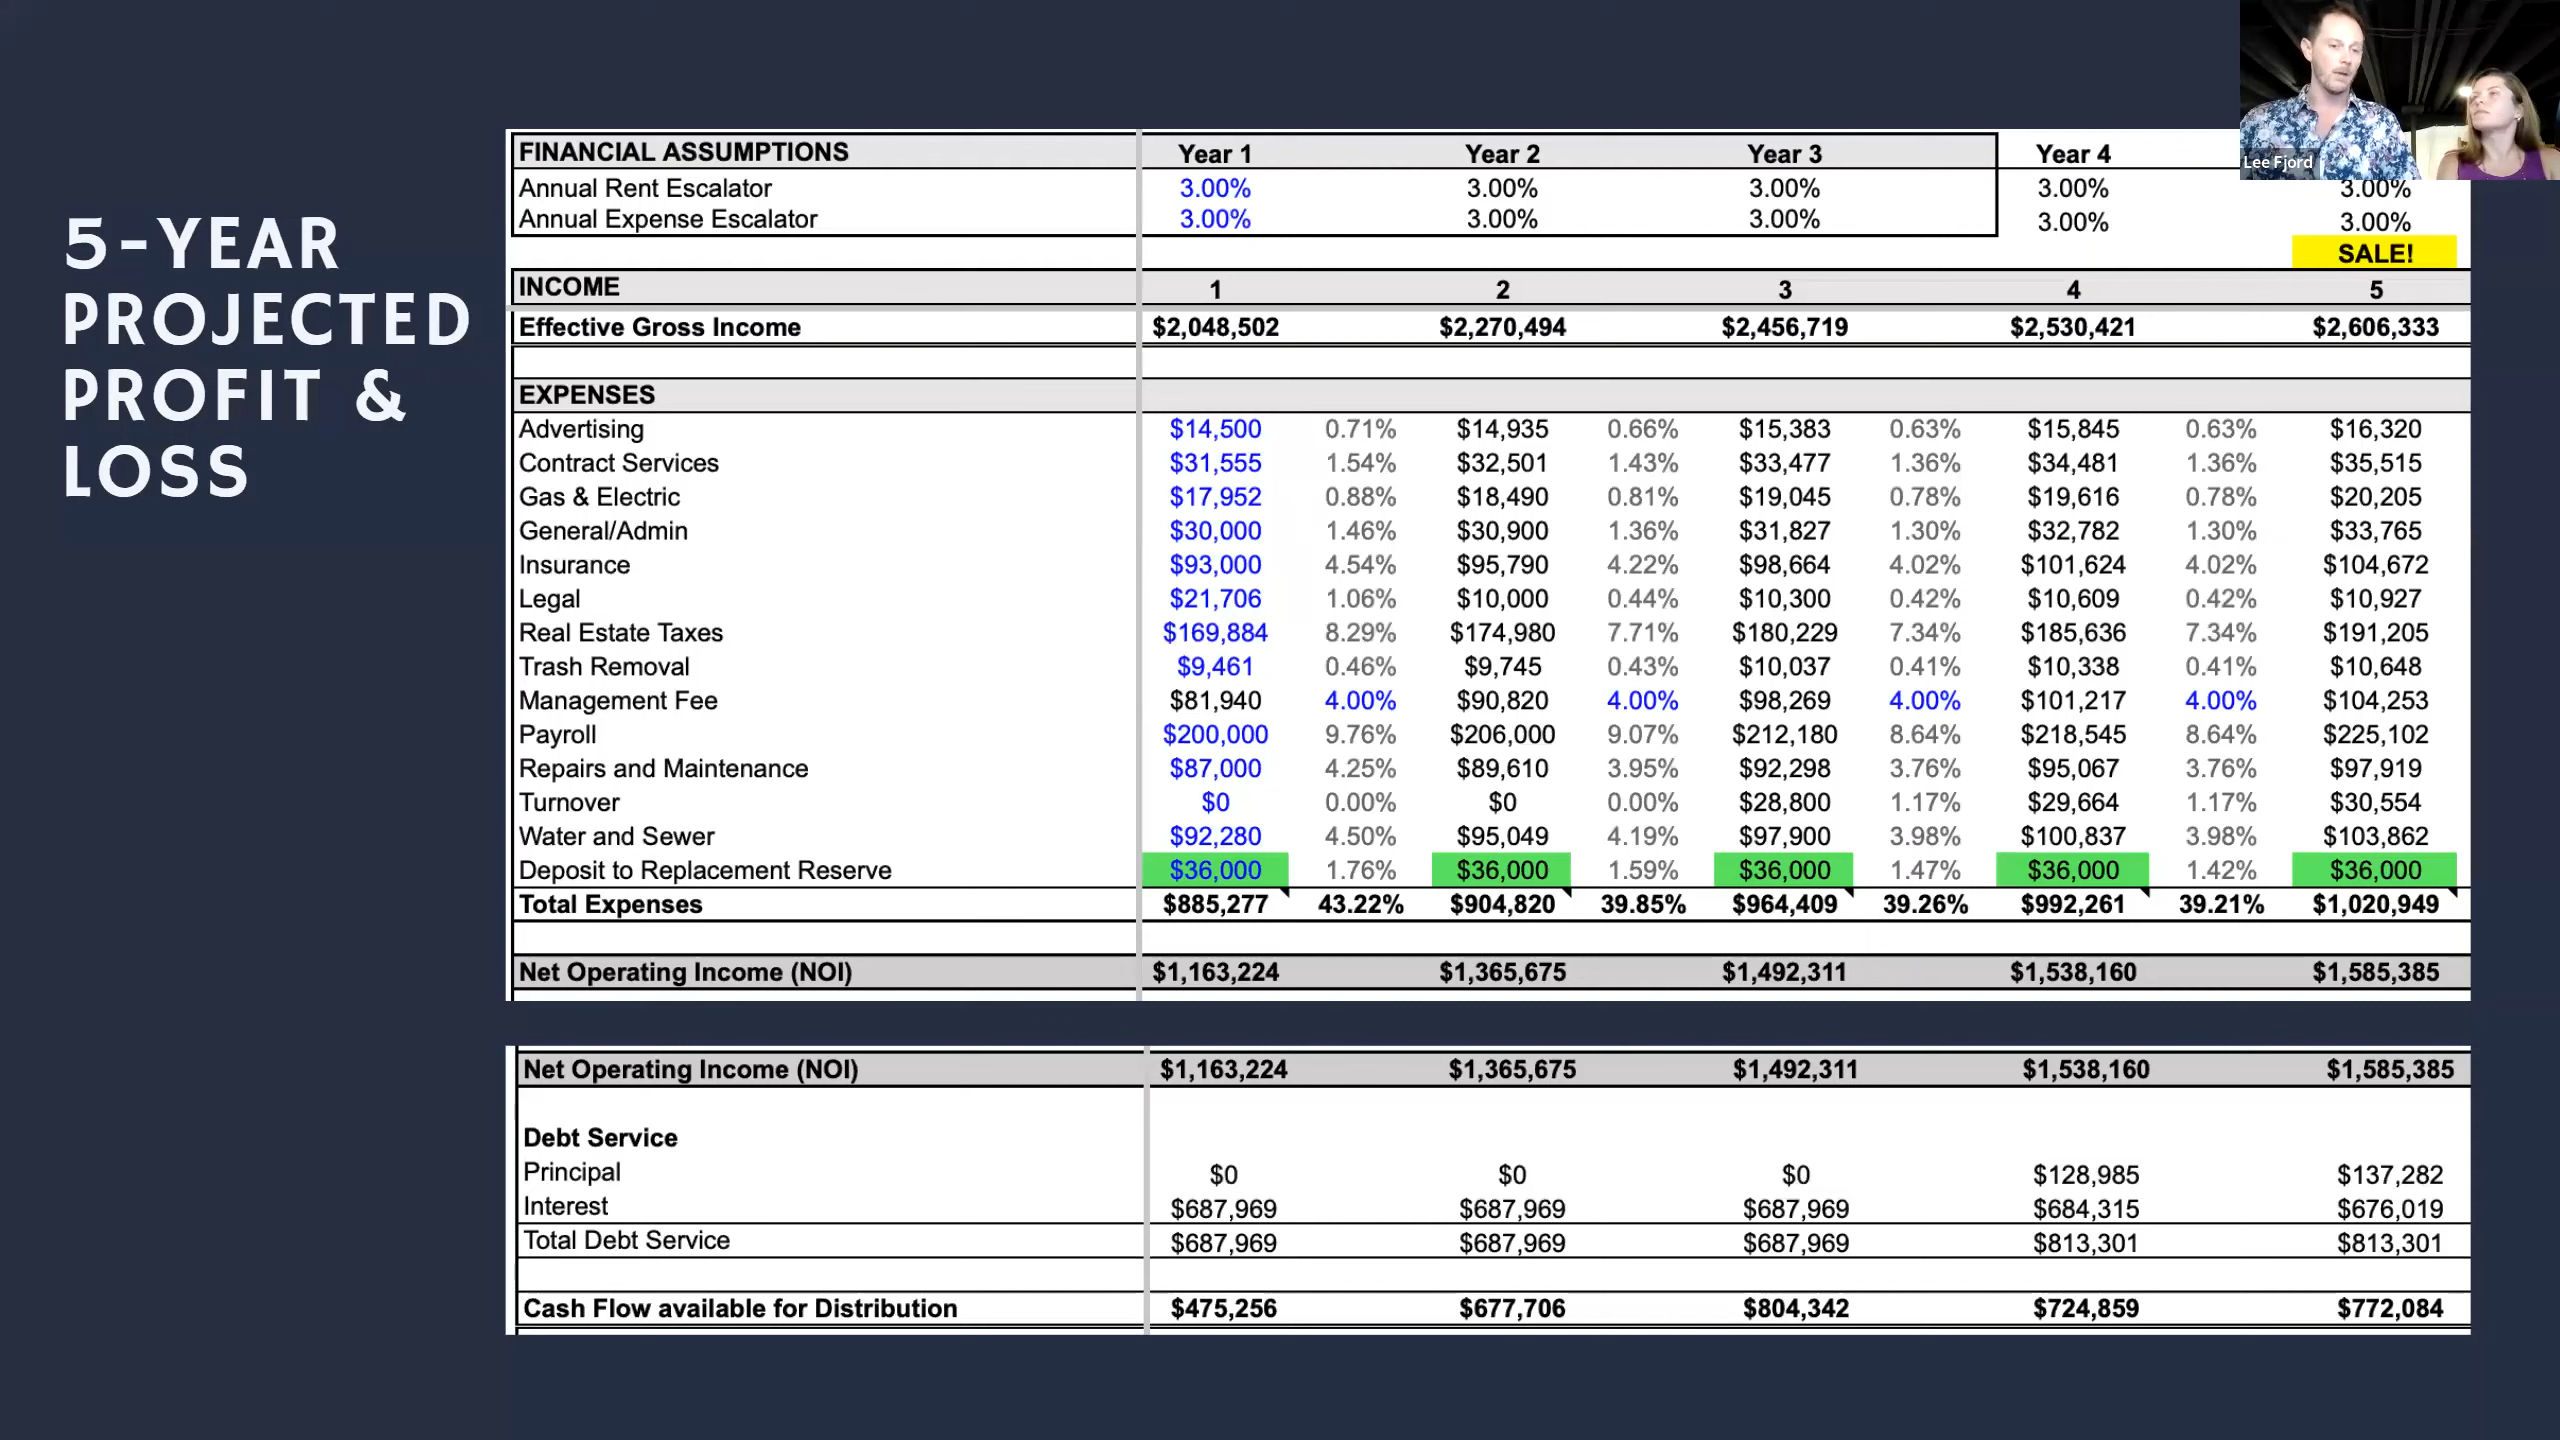 5-YEAR
PROJECTED
PROFIT &
LOSS
Lee Fjord
FINANCIAL ASSUMPTIONS Year 1 Year 2 Year 3 Year 4
Annual Rent Escalator 3.00% 3.00% 3.00% 3.00% 3.00%
Annual Expense Escalator 3.00% 3.00% 3.00% 3.00% 3.00%
SALE!
INCOME 1 2 3 4 5
Effective Gross Income $2,048,502 $2,270,494 $2,456,719 $2,530,421 $2,606,333
EXPENSES
Advertising $14,500 0.71% $14,935 0.66% $15,383 0.63% $15,845 0.63% $16,320
Contract Services $31,555 1.54% $32,501 1.43% $33,477 1.36% $34,481 1.36% $35,515
Gas & Electric $17,952 0.88% $18,490 0.81% $19,045 0.78% $19,616 0.78% $20,205
General/Admin $30,000 1.46% $30,900 1.36% $31,827 1.30% $32,782 1.30% $33,765
Insurance $93,000 4.54% $95,790 4.22% $98,664 4.02% $101,624 4.02% $104,672
Legal $21,706 1.06% $10,000 0.44% $10,300 0.42% $10,609 0.42% $10,927
Real Estate Taxes $169,884 8.29% $174,980 7.71% $180,229 7.34% $185,636 7.34% $191,205
Trash Removal $9,461 0.46% $9,745 0.43% $10,037 0.41% $10,338 0.41% $10,648
Management Fee $81,940 4.00% $90,820 4.00% $98,269 4.00% $101,217 4.00% $104,253
Payroll $200,000 9.76% $206,000 9.07% $212,180 8.64% $218,545 8.64% $225,102
Repairs and Maintenance $87,000 4.25% $89,610 3.95% $92,298 3.76% $95,067 3.76% $97,919
Turnover $0 0.00% $0 0.00% $28,800 1.17% $29,664 1.17% $30,554
Water and Sewer $92,280 4.50% $95,049 4.19% $97,900 3.98% $100,837 3.98% $103,862
Deposit to Replacement Reserve $36,000 1.76% $36,000 1.59% $36,000 1.47% $36,000 1.42% $36,000
Total Expenses $885,277 43.22% $904,820 39.85% $964,409 39.26% $992,261 39.21% $1,020,949
Net Operating Income (NOI) $1,163,224 $1,365,675 $1,492,311 $1,538,160 $1,585,385
Net Operating Income (NOI) $1,163,224 $1,365,675 $1,492,311 $1,538,160 $1,585,385
Debt Service
Principal $0 $0 $0 $128,985 $137,282
Interest $687,969 $687,969 $687,969 $684,315 $676,019
Total Debt Service $687,969 $687,969 $687,969 $813,301 $813,301
Cash Flow available for Distribution $475,256 $677,706 $804,342 $724,859 $772,084